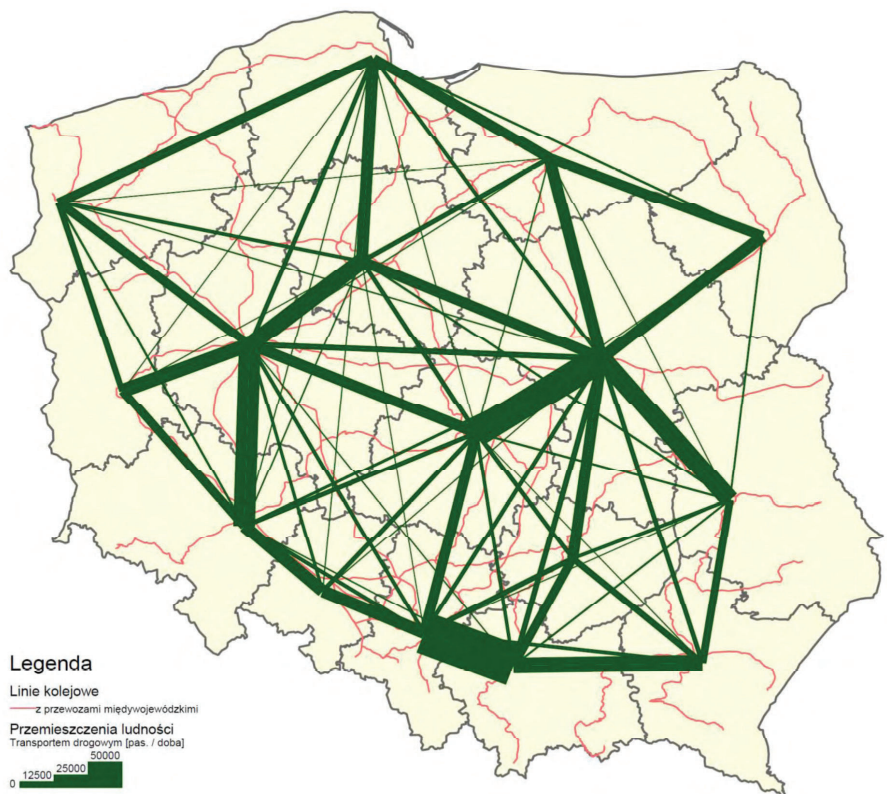 Legenda
Linie kolejowe
z przewozami międzywojewódzkimi
Przemieszczenia ludności
Transportem drogowym [pas. / doba]
0 12500 25000 50000